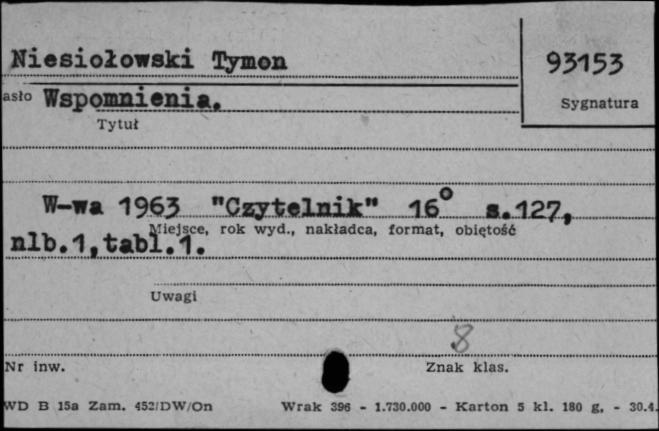 Niesiołowski Tymon
93153
asło Wspomnienia.
Sygnatura
Tytuł
W-wa 1963 "Czytelnik" 16° s.127,
Miejsce, rok wyd., nakładca, format, obiętość
nlb.1,tabl.1.
Uwagi
8
Nr inw.
Znak klas.
WD B 15a Zam. 452/DW/On Wrak 396 - 1.730.000 - Karton 5 kl. 180 g. - 30.4.